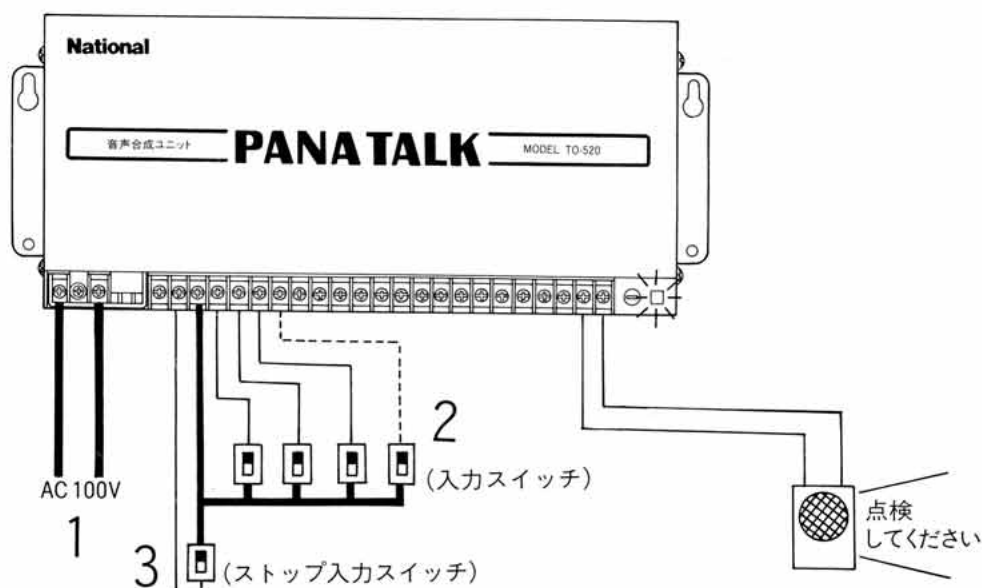 National
音声合成ユニット
PANATALK
MODEL TO-520
2
(入力スイッチ)
AC 100V
1
3
(ストップ入力スイッチ)
点検
してください